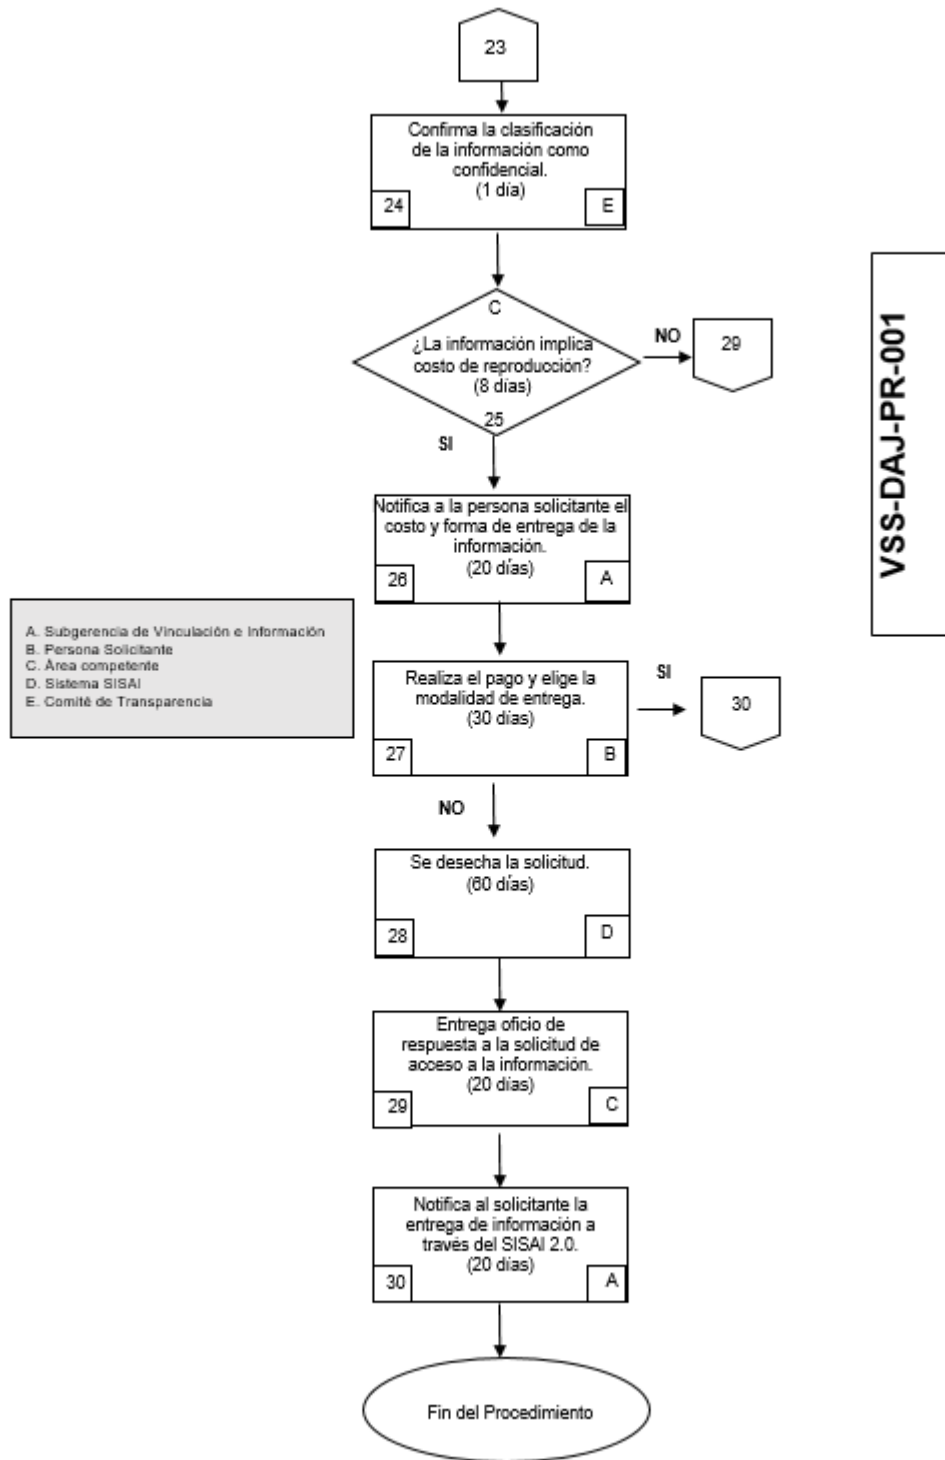 23
Confirma la clasificación
de la información como
confidencial.
(1 día)
24
E
C
¿La información implica
costo de reproducción?
(8 días)
25
NO
29
SI
Notifica a la persona solicitante el
costo y forma de entrega de la
información.
(20 días)
26
A
VSS-DAJ-PR-001
A. Subgerencia de Vinculación e Información
B. Persona Solicitante
C. Área competente
D. Sistema SISAI
E. Comité de Transparencia
Realiza el pago y elige la
modalidad de entrega.
(30 días)
27
B
SI
30
NO
Se desecha la solicitud.
(60 días)
28
D
Entrega oficio de
respuesta a la solicitud de
acceso a la información.
(20 días)
29
C
Notifica al solicitante la
entrega de información a
través del SISAI 2.0.
(20 días)
30
A
Fin del Procedimiento